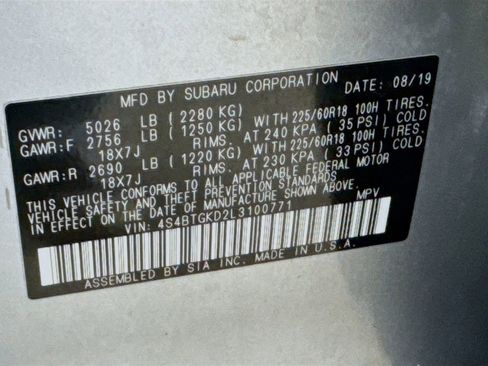 MFD BY SUBARU CORPORATION DATE: 08/19
GVWR: 5026 LB (2280 KG)
GAWR:F 2756 LB (1250 KG) WITH 225/60R18 100H TIRES.
18X7J RIMS. AT 240 KPA ( 35 PSI) COLD
GAWR:R 2690 LB (1220 KG) WITH 225/60R18 100H TIRES.
18X7J RIMS. AT 230 KPA ( 33 PSI) COLD
THIS VEHICLE CONFORMS TO ALL APPLICABLE FEDERAL MOTOR
VEHICLE SAFETY AND THEFT PREVENTION STANDARDS
IN EFFECT ON THE DATE OF MANUFACTURE SHOWN ABOVE.
VIN: 4S4BTGKD2L3100771 MPV
ASSEMBLED BY SIA INC. MADE IN U.S.A.